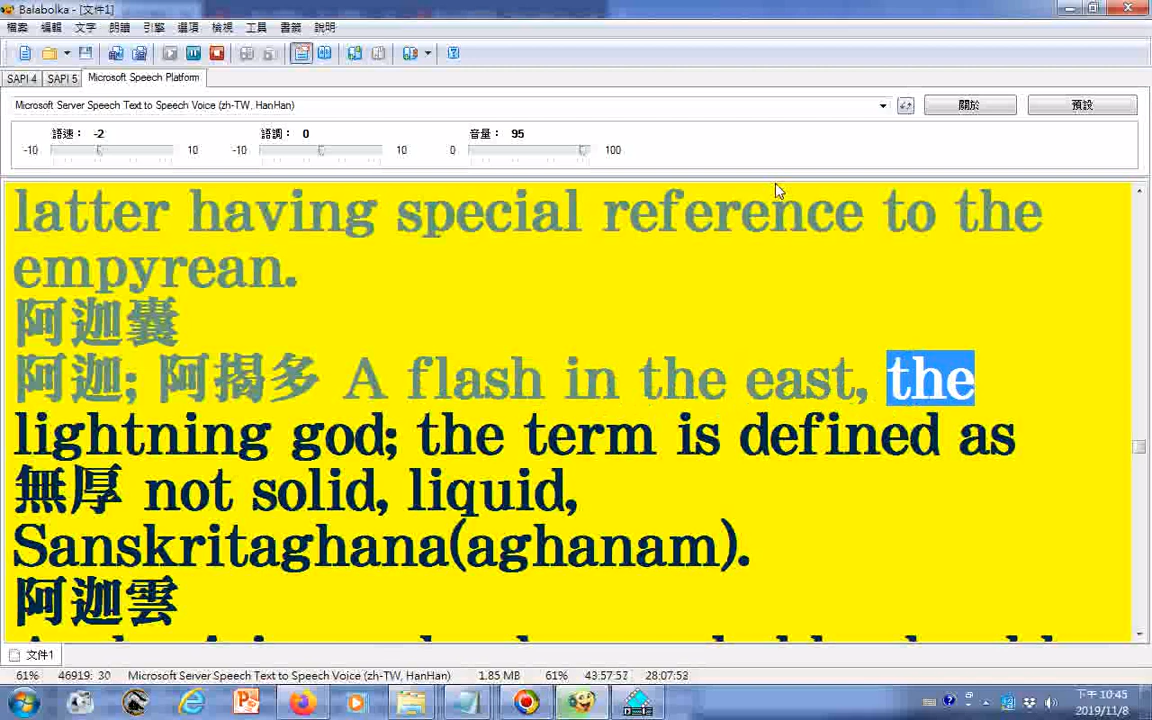 Balabolka - [文件1]
檔案 編輯 文字 朗讀 引擎 選項 檢視 工具 書籤 說明
SAPI 4 SAPI 5 Microsoft Speech Platform
Microsoft Server Speech Text to Speech Voice (zh-TW, HanHan) 關於 預設
語速： -2 語調： 0 音量： 95
-10 10 -10 10 0 100
latter having special reference to the
empyrean.
阿迦囊
阿迦; 阿揭多 A flash in the east, the
lightning god; the term is defined as
無厚 not solid, liquid,
Sanskritaghana(aghanam).
阿迦雲
文件1
61% 46919: 30 Microsoft Server Speech Text to Speech Voice (zh-TW, HanHan) 1.85 MB 61% 43:57:57 28:07:53
下午 10:45
2019/11/8